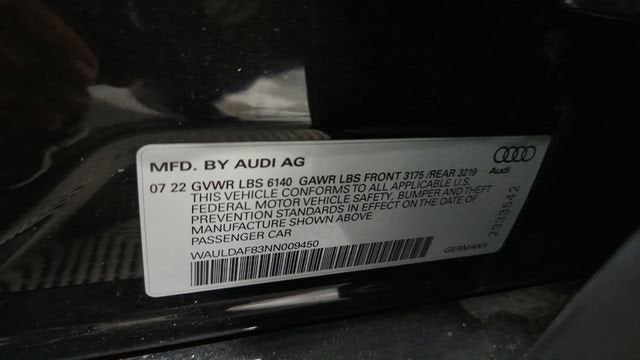 MFD. BY AUDI AG
07 22 GVWR LBS 6140 GAWR LBS FRONT 3175 /REAR 3219
THIS VEHICLE CONFORMS TO ALL APPLICABLE U.S.
FEDERAL MOTOR VEHICLE SAFETY, BUMPER AND THEFT
PREVENTION STANDARDS IN EFFECT ON THE DATE OF
MANUFACTURE SHOWN ABOVE
PASSENGER CAR
WAULDAF83NN009450
GERMANY
Audi
2333542